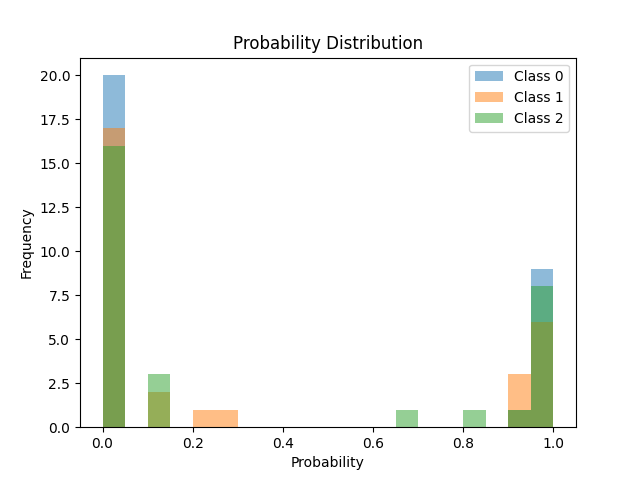 Probability Distribution
Class 0
Class 1
Class 2
Frequency
20.0
17.5
15.0
12.5
10.0
7.5
5.0
2.5
0.0
0.0 0.2 0.4 0.6 0.8 1.0
Probability